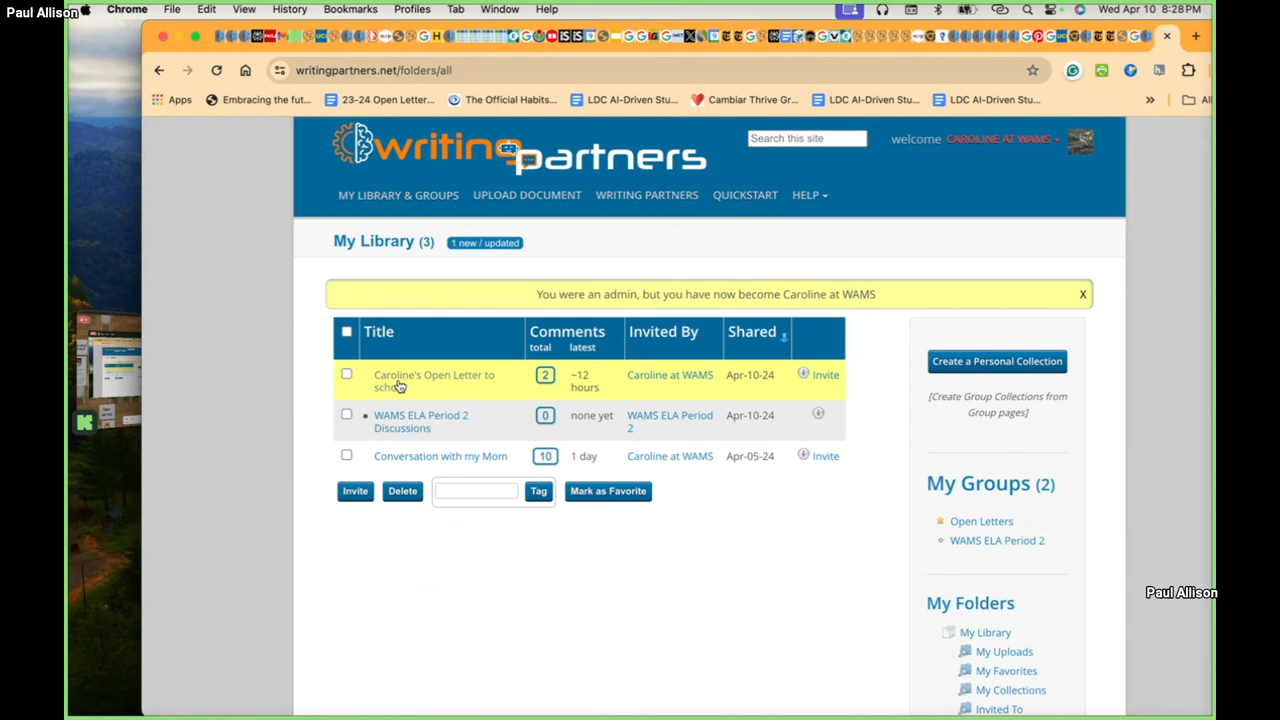 Paul Allison
Chrome File Edit View History Bookmarks Profiles Tab Window Help Wed Apr 10 8:28 PM
writingpartners.net/folders/all
Apps Embracing the fut... 23-24 Open Letter... The Official Habits... LDC AI-Driven Stu... Cambiar Thrive Gr... LDC AI-Driven Stu... LDC AI-Driven Stu... » All
writing partners
Search this site
welcome CAROLINE AT WAMS
MY LIBRARY & GROUPS UPLOAD DOCUMENT WRITING PARTNERS QUICKSTART HELP
My Library (3) 1 new / updated
You were an admin, but you have now become Caroline at WAMS X
Title Comments Invited By Shared
total latest
Caroline's Open Letter to 2 ~12 Caroline at WAMS Apr-10-24 Invite
hours
• WAMS ELA Period 2 0 none yet WAMS ELA Period Apr-10-24
Discussions 2
Conversation with my Mom 10 1 day Caroline at WAMS Apr-05-24 Invite
Invite Delete Tag Mark as Favorite
Create a Personal Collection
[Create Group Collections from
Group pages]
My Groups (2)
Open Letters
WAMS ELA Period 2
My Folders
My Library
My Uploads
My Favorites
My Collections
Invited To
Paul Allison